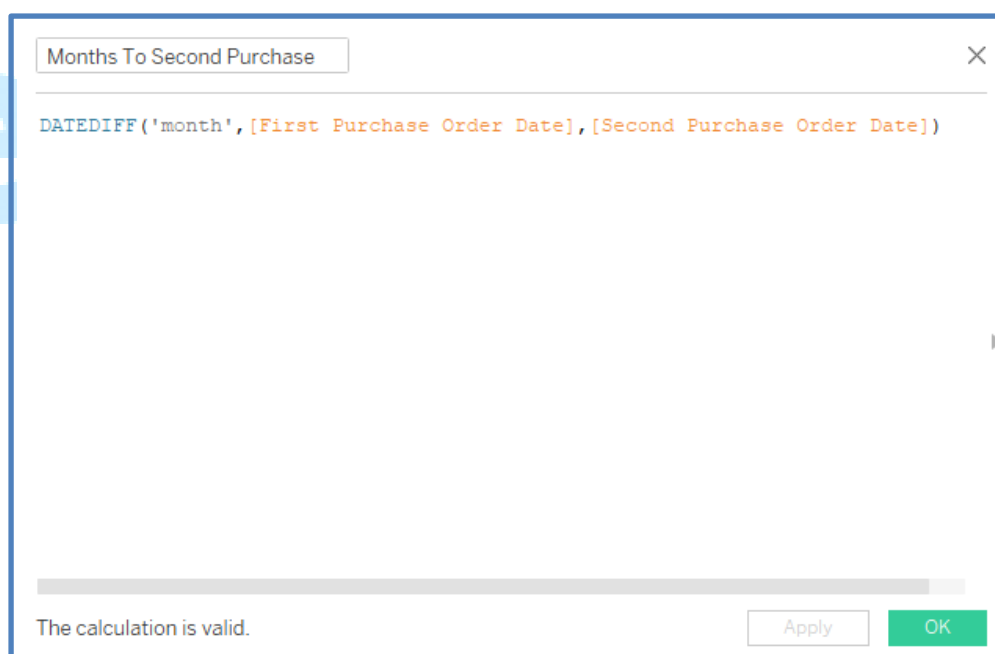 Months To Second Purchase
DATEDIFF('month',[First Purchase Order Date],[Second Purchase Order Date])
The calculation is valid.
Apply
OK